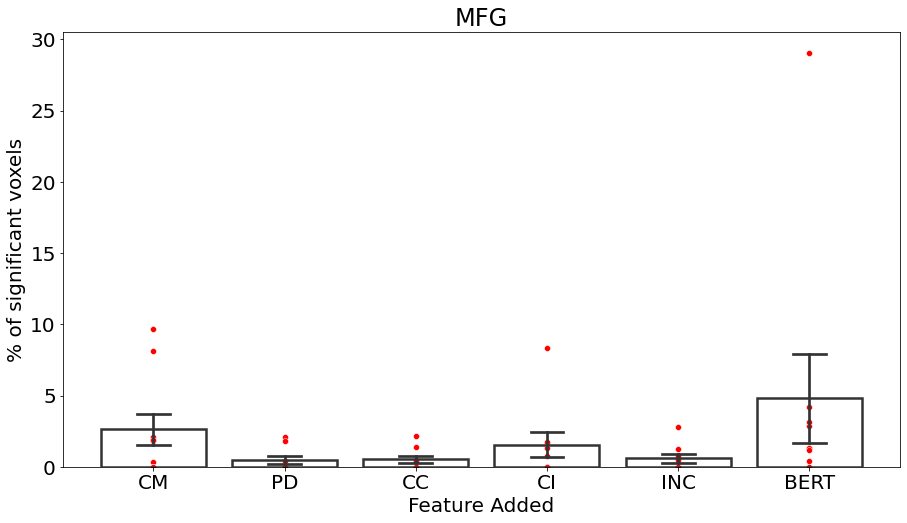 MFG
30
25
20
15
10
5
0
% of significant voxels
CM PD CC CI INC BERT
Feature Added